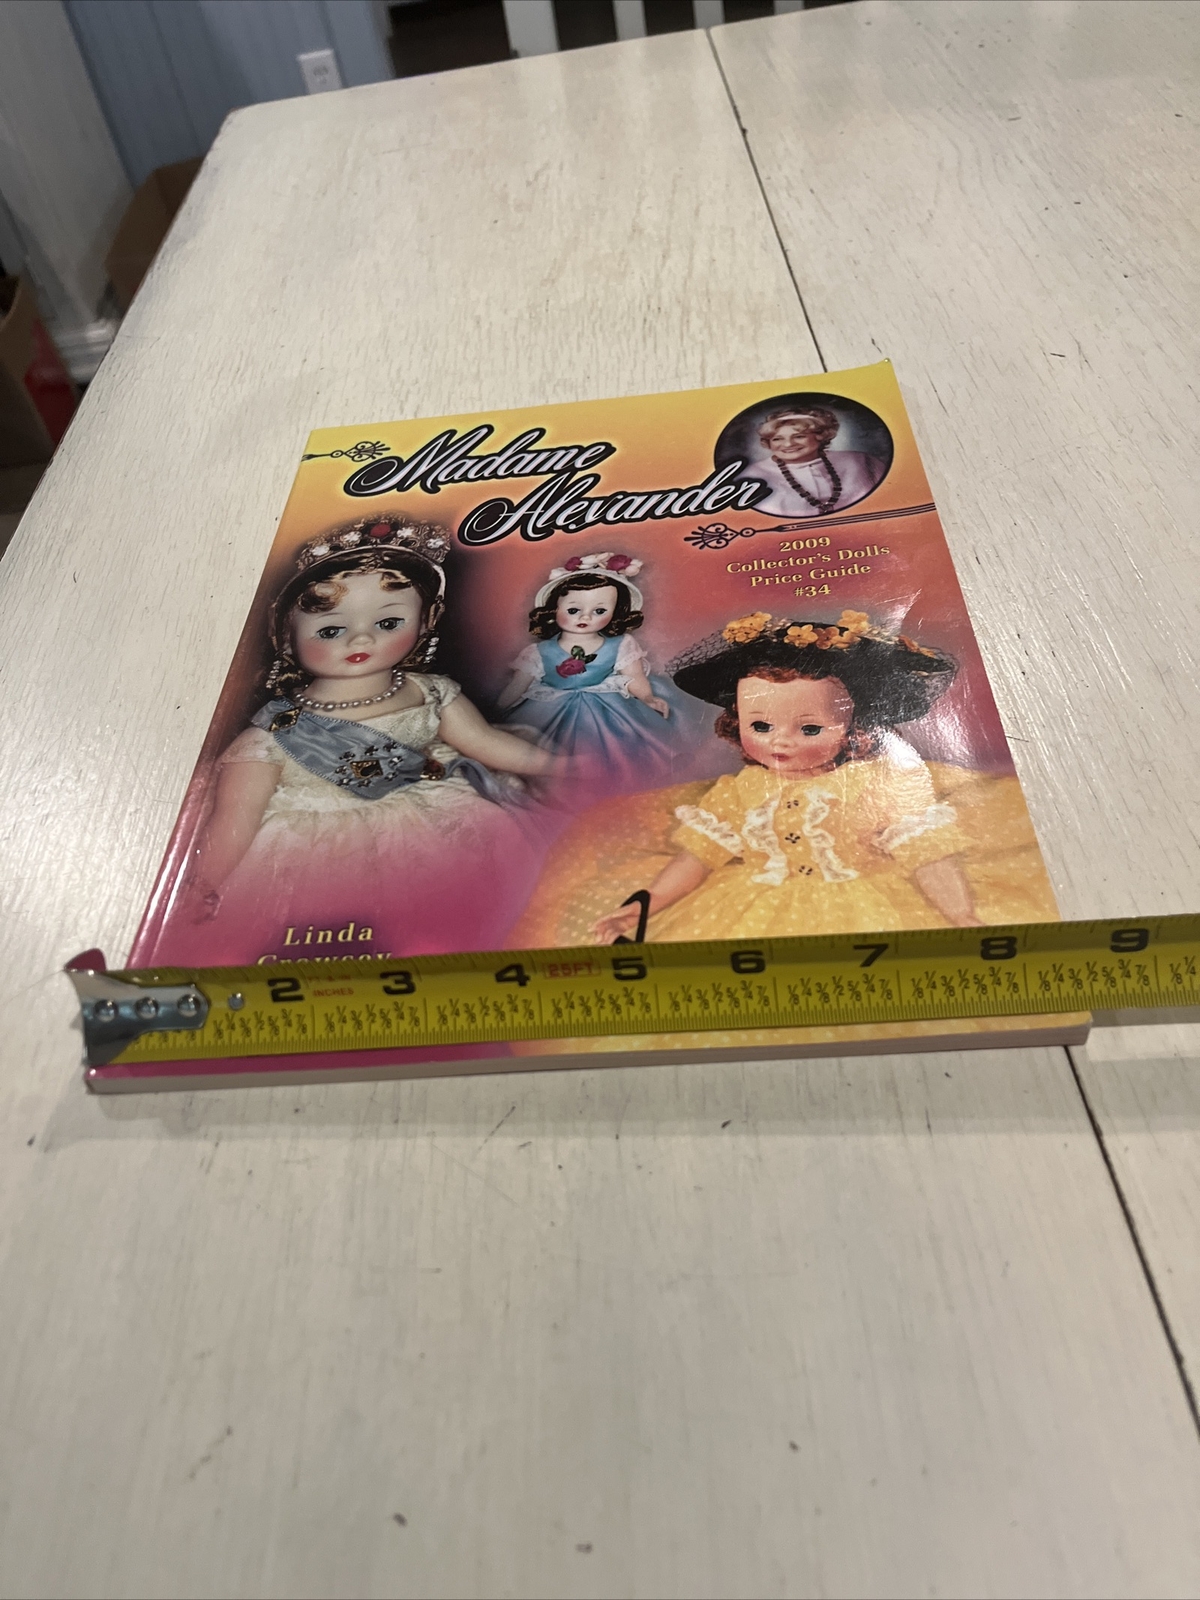 Madame
Alexander
2009
Collector's Dolls
Price Guide
#34
Linda
Crowsey
2 3 4 25FT 5 6 7 8 9
INCHES